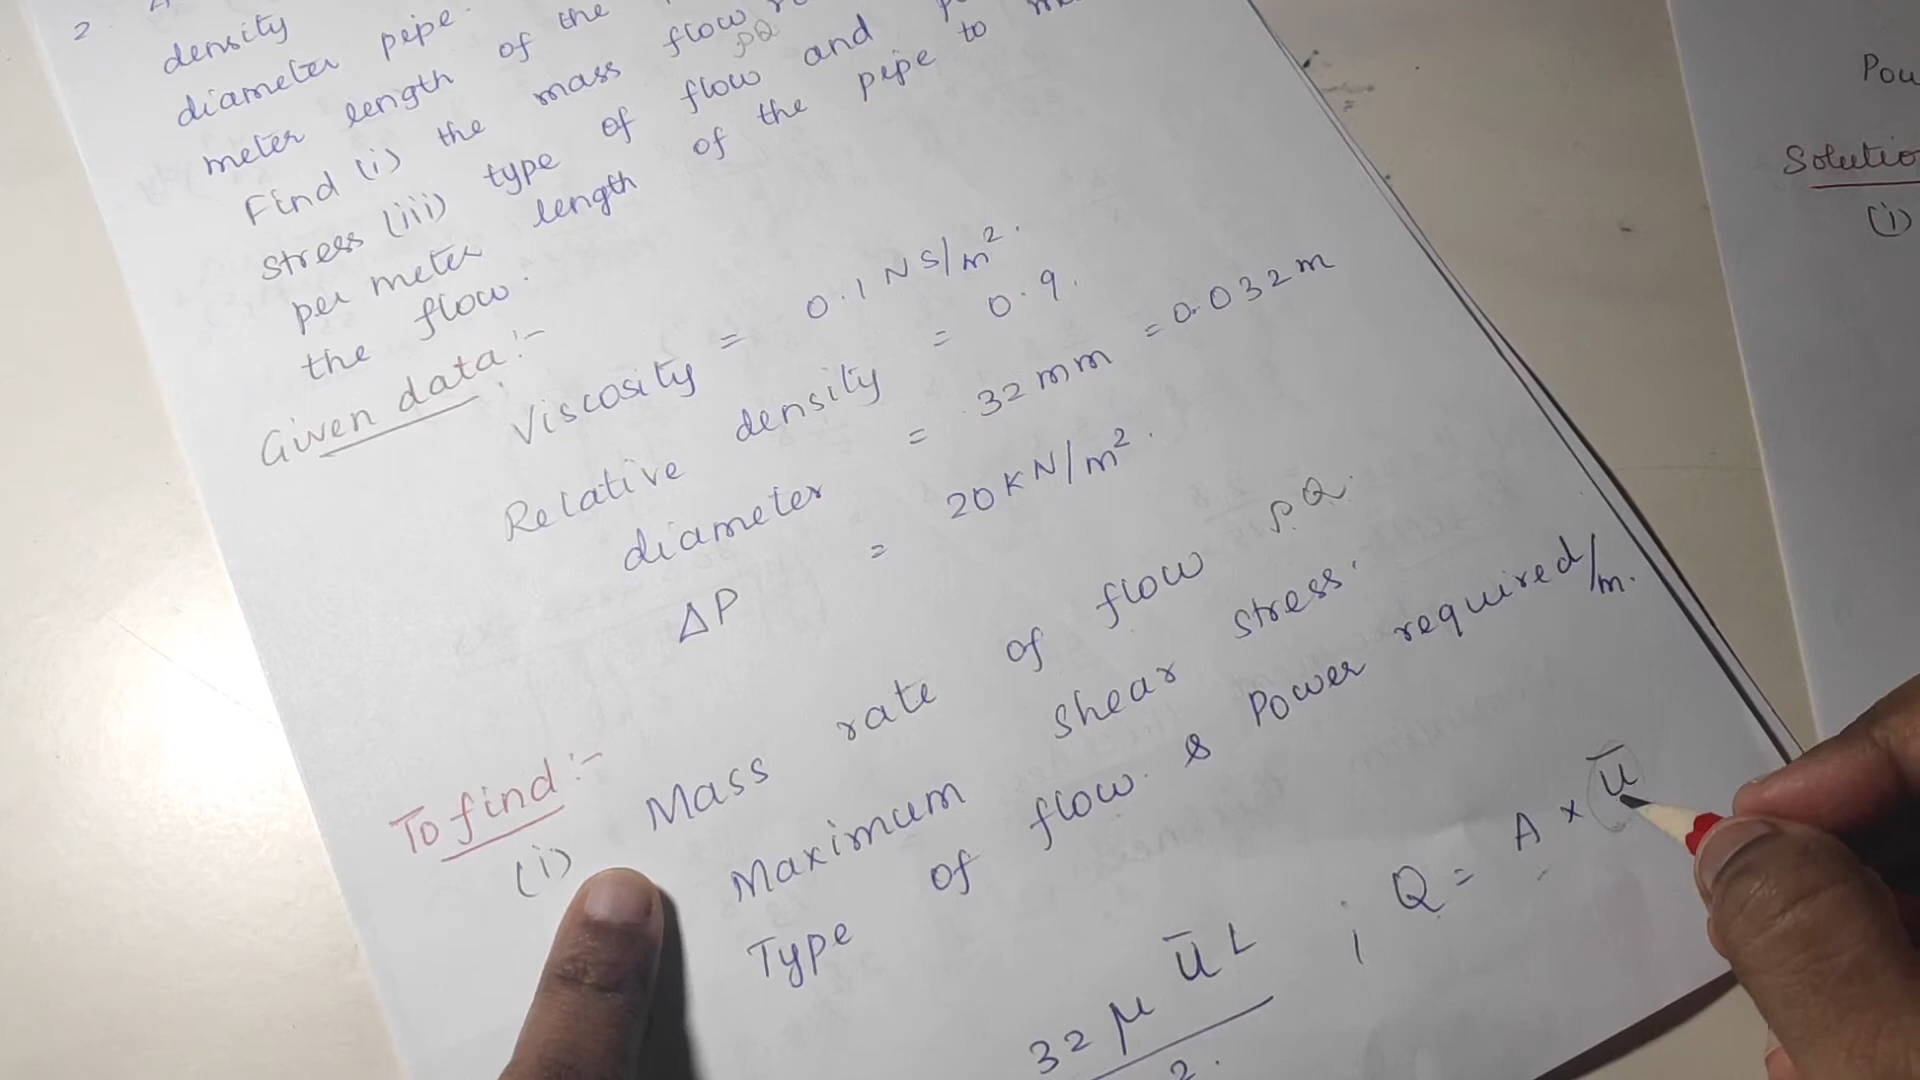 2. A
density
diameter pipe.
meter length of the
Find (i) the mass flow
ρQ
stress (iii) type of flow and
per meter length of the pipe to
the flow.
Given data:-
Viscosity = 0.1 NS/m².
Relative density = 0.9.
diameter = 32 mm = 0.032 m
ΔP = 20 KN/m².
To find:-
(i) Mass rate of flow ρQ.
Maximum shear stress.
Type of flow. & Power required/m.
32 μ ū L ; Q = A × ū
2.
Pow
Solutio
(i)